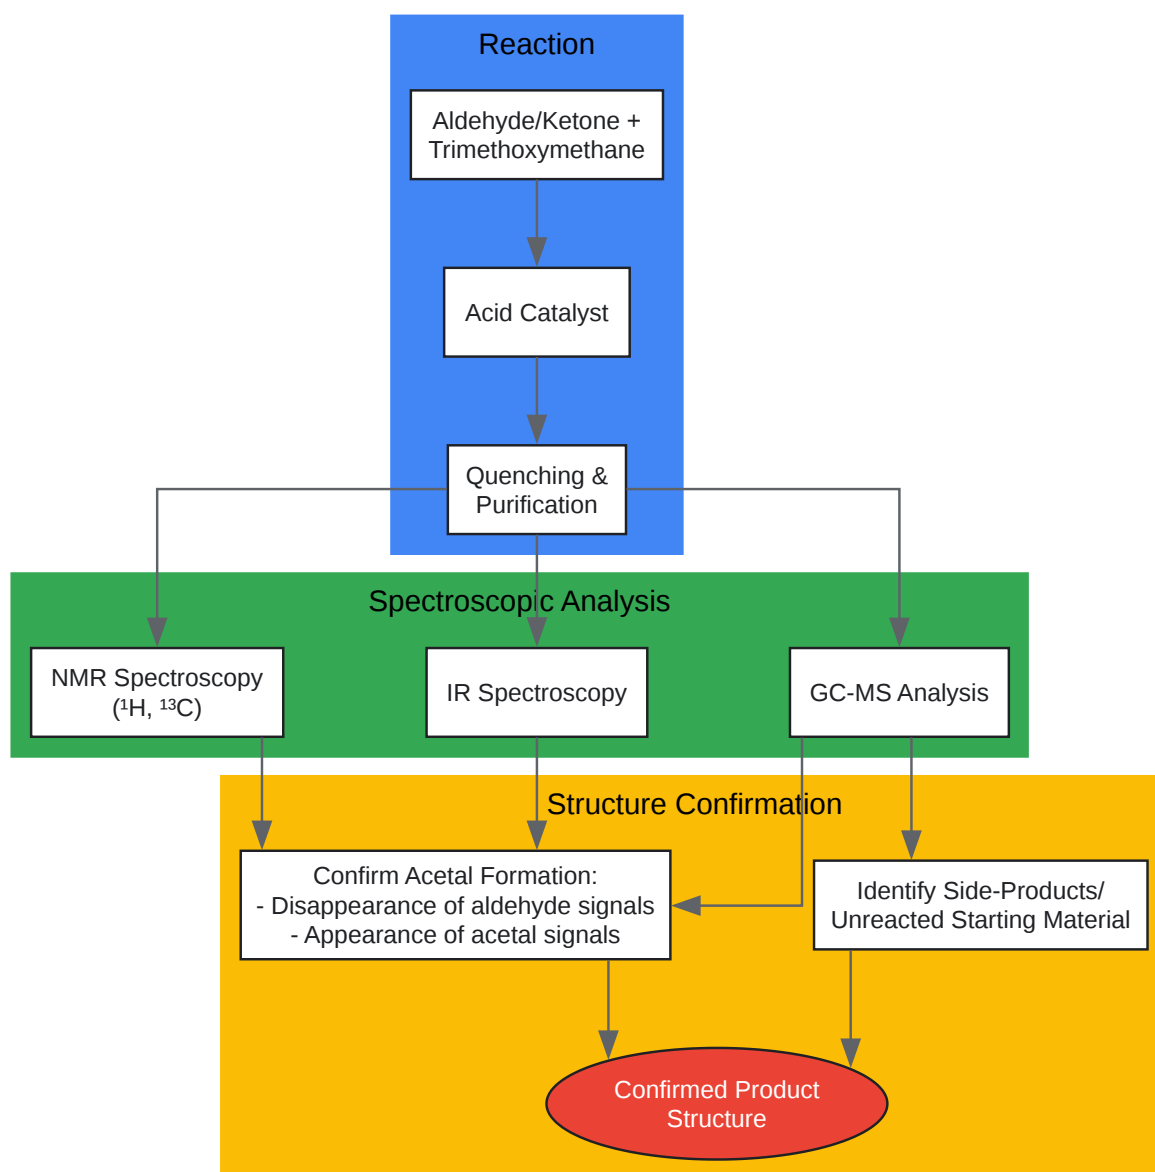 Reaction
Aldehyde/Ketone +
Trimethoxymethane
Acid Catalyst
Quenching &
Purification
Spectroscopic Analysis
NMR Spectroscopy
(¹H, ¹³C)
IR Spectroscopy
GC-MS Analysis
Structure Confirmation
Confirm Acetal Formation:
- Disappearance of aldehyde signals
- Appearance of acetal signals
Identify Side-Products/
Unreacted Starting Material
Confirmed Product
Structure